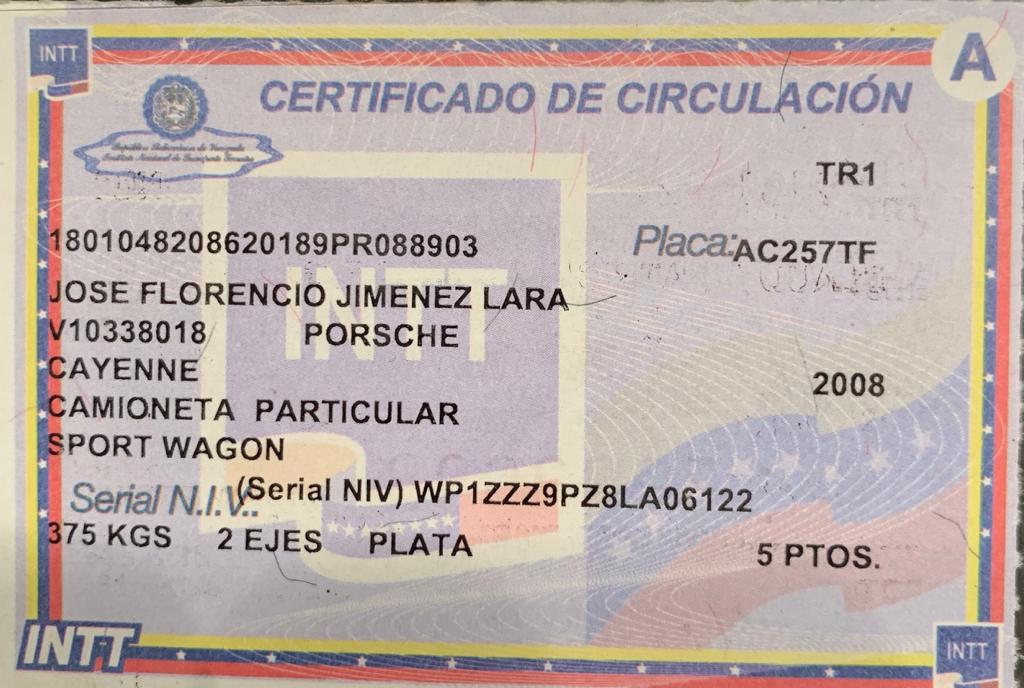 INTT
A
CERTIFICADO DE CIRCULACIÓN
República Bolivariana de Venezuela
Instituto Nacional de Transporte Terrestre
TR1
1801048208620189PR088903
Placa: AC257TF
JOSE FLORENCIO JIMENEZ LARA
V10338018 PORSCHE
CAYENNE
2008
CAMIONETA PARTICULAR
SPORT WAGON
Serial N.I.V.: (Serial NIV) WP1ZZZ9PZ8LA06122
375 KGS 2 EJES PLATA 5 PTOS.
INTT
INTT
INTT